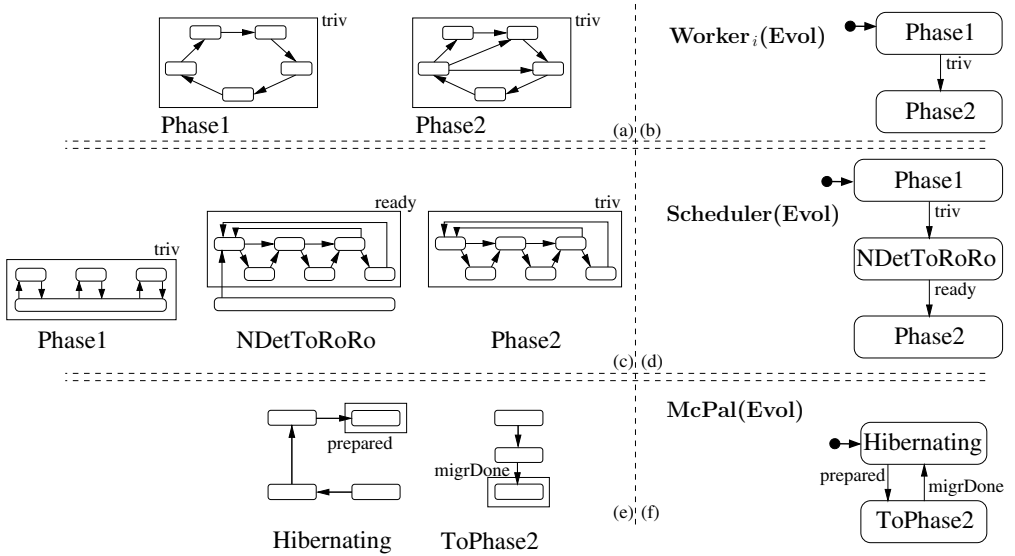 triv
triv
Phase1
Phase2
(a)
(b)
Worker i(Evol)
Phase1
triv
Phase2
triv
ready
triv
Phase1
NDetToRoRo
Phase2
(c)
(d)
Scheduler(Evol)
Phase1
triv
NDetToRoRo
ready
Phase2
prepared
migrDone
Hibernating
ToPhase2
(e)
(f)
McPal(Evol)
Hibernating
prepared
migrDone
ToPhase2